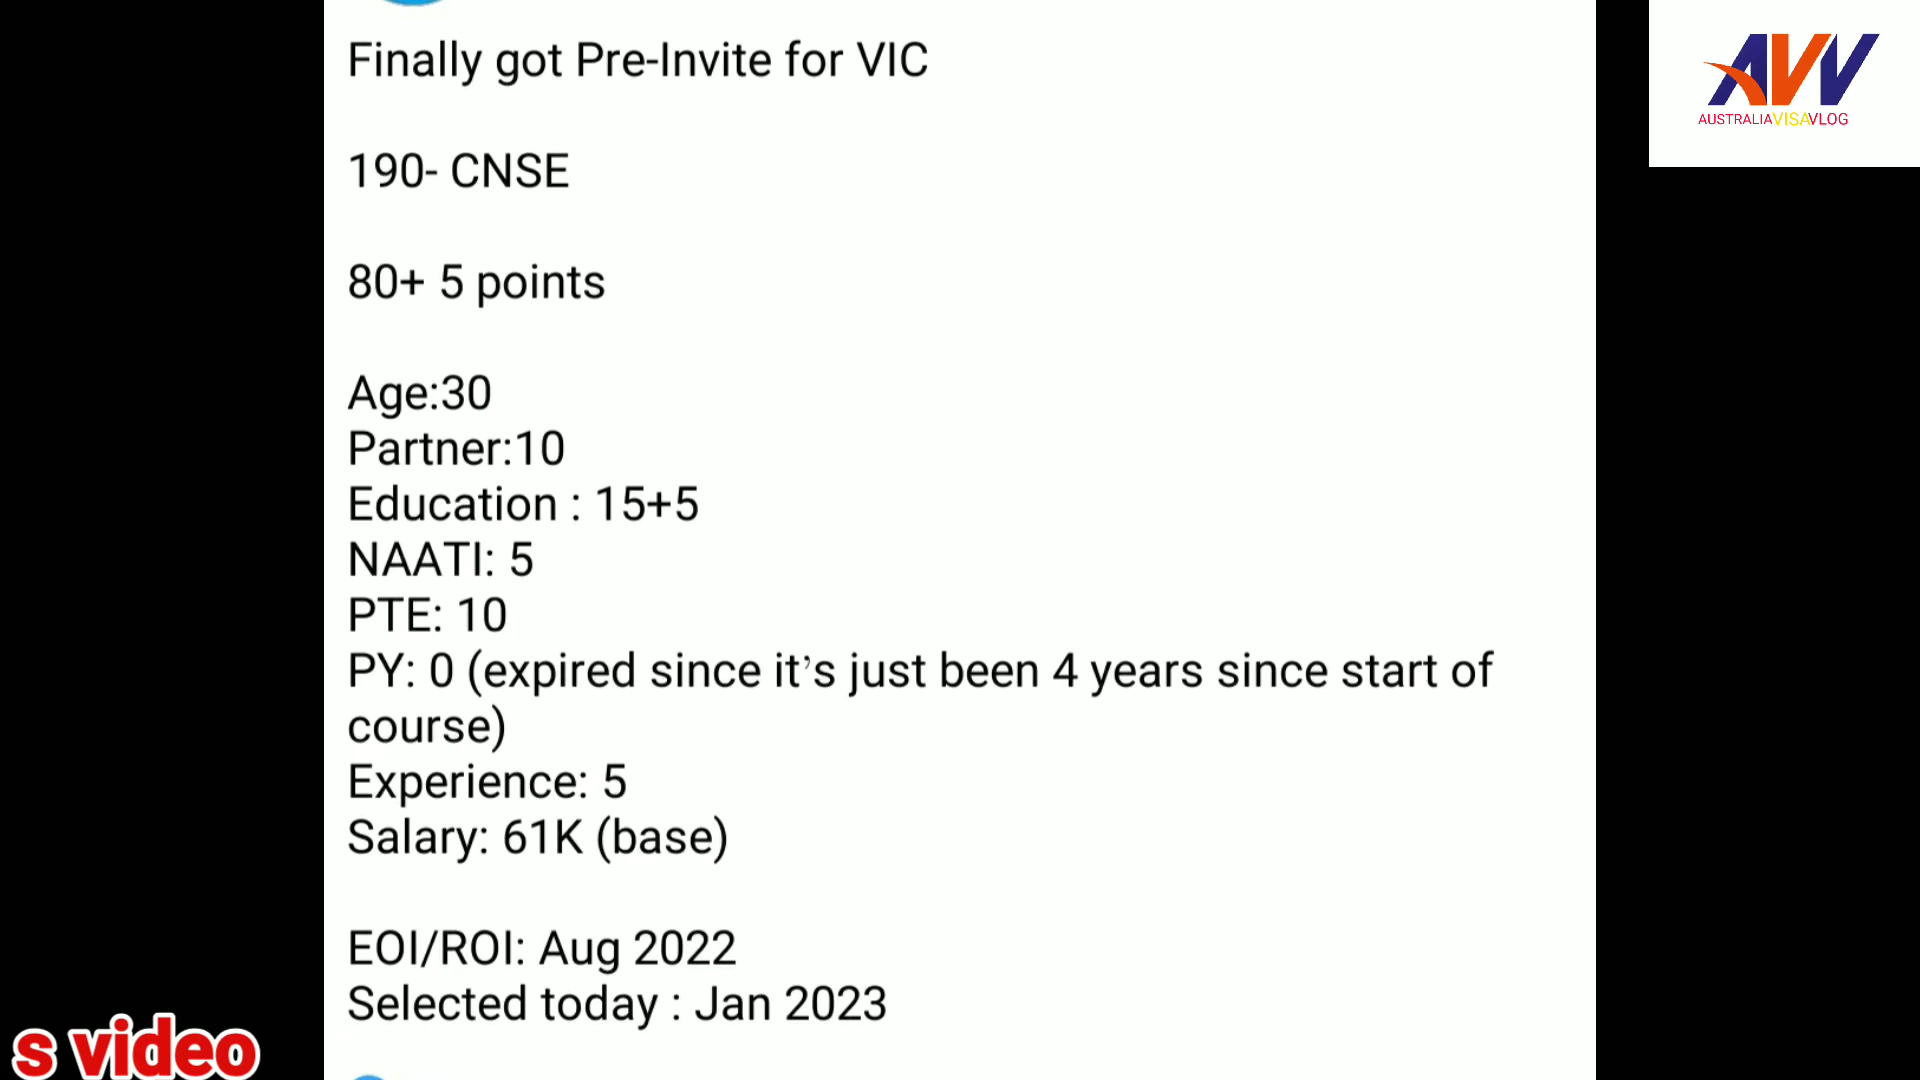 Finally got Pre-Invite for VIC
190- CNSE
80+ 5 points
Age:30
Partner:10
Education : 15+5
NAATI: 5
PTE: 10
PY: 0 (expired since it’s just been 4 years since start of
course)
Experience: 5
Salary: 61K (base)
EOI/ROI: Aug 2022
Selected today : Jan 2023
AVV
AUSTRALIAVISAVLOG
s video